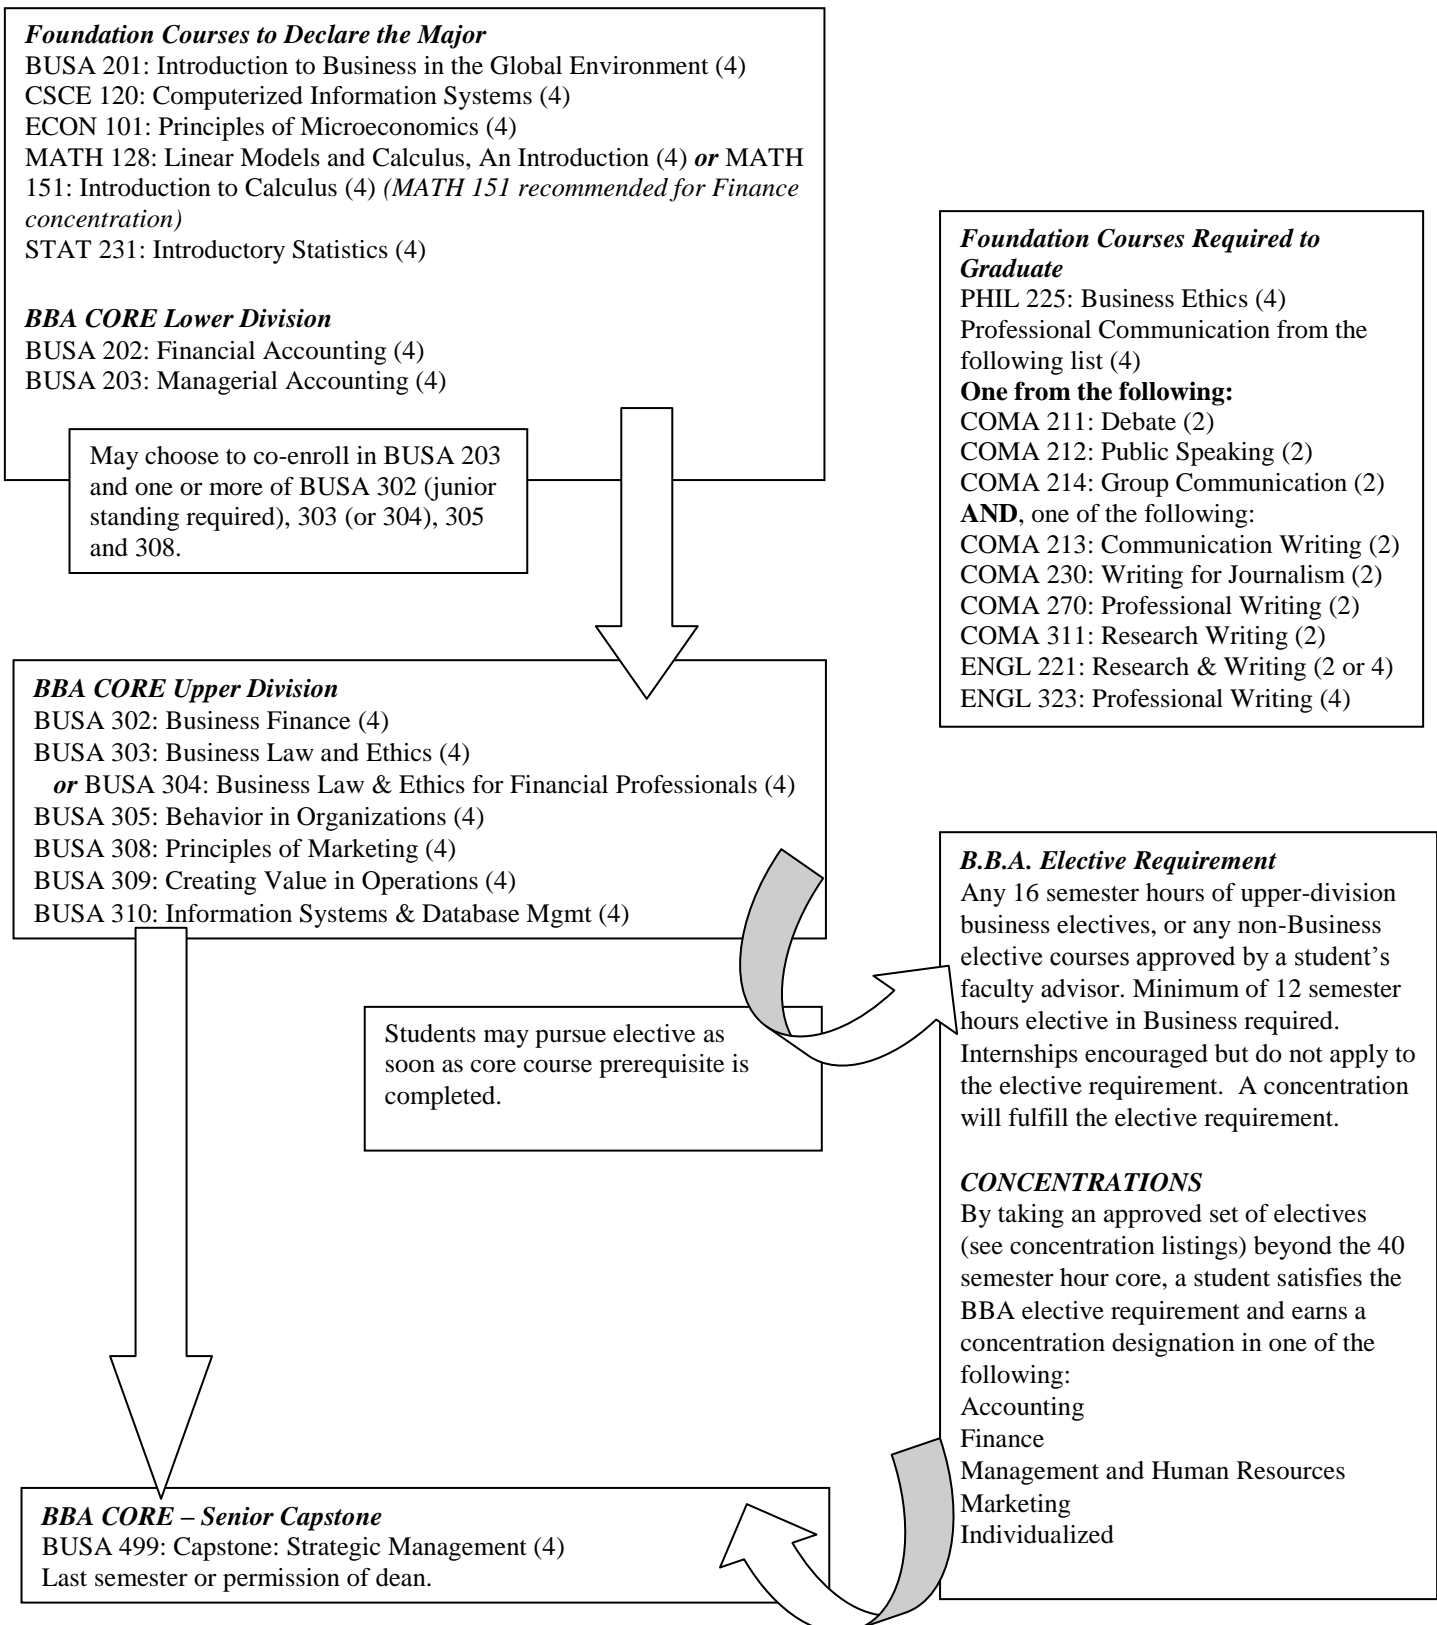 Foundation Courses to Declare the Major
BUSA 201: Introduction to Business in the Global Environment (4)
CSCE 120: Computerized Information Systems (4)
ECON 101: Principles of Microeconomics (4)
MATH 128: Linear Models and Calculus, An Introduction (4) or MATH
151: Introduction to Calculus (4) (MATH 151 recommended for Finance
concentration)
STAT 231: Introductory Statistics (4)
BBA CORE Lower Division
BUSA 202: Financial Accounting (4)
BUSA 203: Managerial Accounting (4)
May choose to co-enroll in BUSA 203
and one or more of BUSA 302 (junior
standing required), 303 (or 304), 305
and 308.
Foundation Courses Required to
Graduate
PHIL 225: Business Ethics (4)
Professional Communication from the
following list (4)
One from the following:
COMA 211: Debate (2)
COMA 212: Public Speaking (2)
COMA 214: Group Communication (2)
AND, one of the following:
COMA 213: Communication Writing (2)
COMA 230: Writing for Journalism (2)
COMA 270: Professional Writing (2)
COMA 311: Research Writing (2)
ENGL 221: Research & Writing (2 or 4)
ENGL 323: Professional Writing (4)
BBA CORE Upper Division
BUSA 302: Business Finance (4)
BUSA 303: Business Law and Ethics (4)
or BUSA 304: Business Law & Ethics for Financial Professionals (4)
BUSA 305: Behavior in Organizations (4)
BUSA 308: Principles of Marketing (4)
BUSA 309: Creating Value in Operations (4)
BUSA 310: Information Systems & Database Mgmt (4)
Students may pursue elective as
soon as core course prerequisite is
completed.
B.B.A. Elective Requirement
Any 16 semester hours of upper-division
business electives, or any non-Business
elective courses approved by a student's
faculty advisor. Minimum of 12 semester
hours elective in Business required.
Internships encouraged but do not apply to
the elective requirement.  A concentration
will fulfill the elective requirement.
CONCENTRATIONS
By taking an approved set of electives
(see concentration listings) beyond the 40
semester hour core, a student satisfies the
BBA elective requirement and earns a
concentration designation in one of the
following:
Accounting
Finance
Management and Human Resources
Marketing
Individualized
BBA CORE – Senior Capstone
BUSA 499: Capstone: Strategic Management (4)
Last semester or permission of dean.